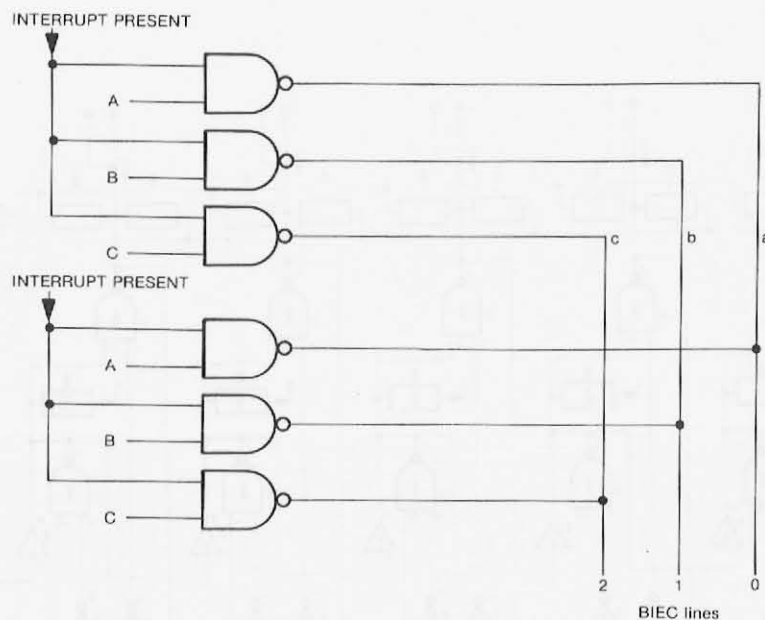 INTERRUPT PRESENT
A
B
C
c b a
INTERRUPT PRESENT
A
B
C
2 1 0
BIEC lines